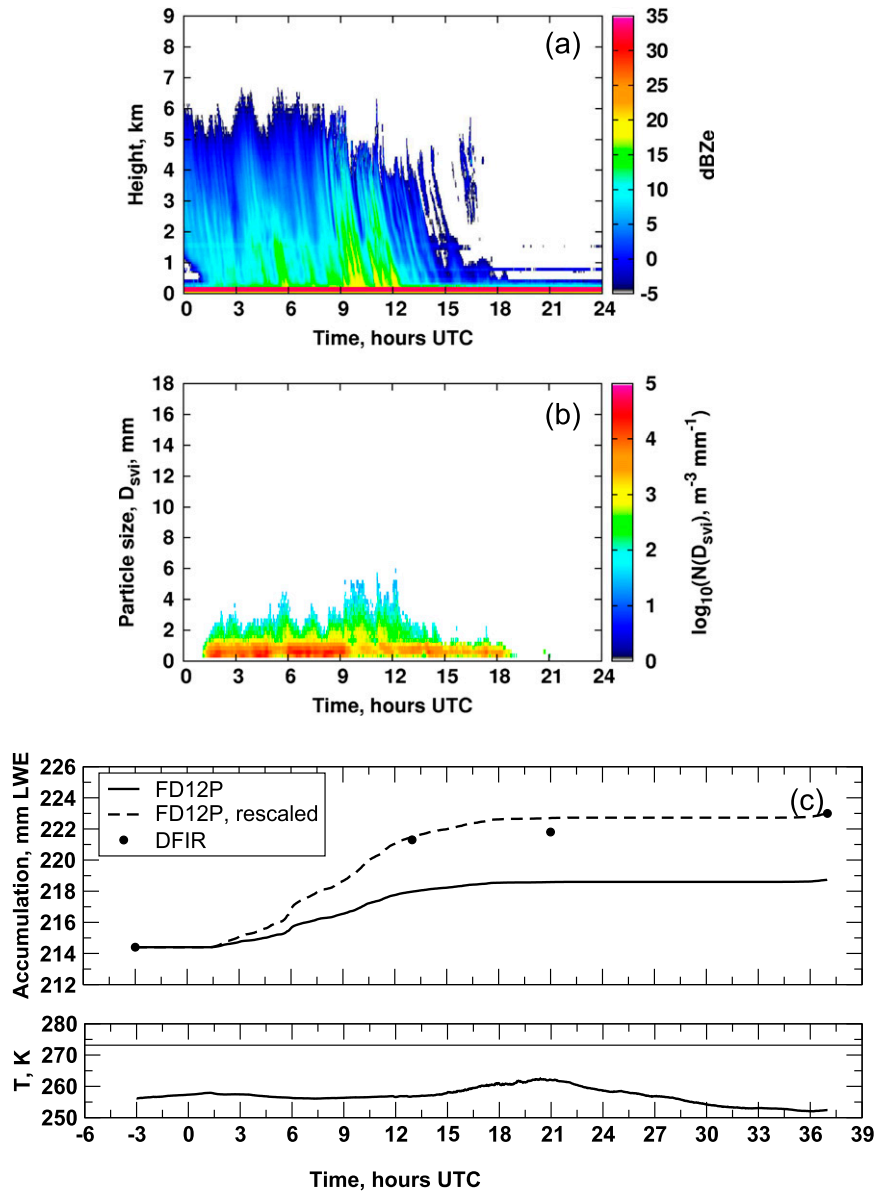 (a)
9
8
7
6
5
4
3
2
1
0
Height, km
0 3 6 9 12 15 18 21 24
Time, hours UTC
35
30
25
20
15
10
5
0
-5
dBZe
(b)
18
16
14
12
10
8
6
4
2
0
Particle size, D_svi, mm
0 3 6 9 12 15 18 21 24
Time, hours UTC
5
4
3
2
1
0
log10(N(D_svi), m^-3 mm^-1)
(c)
226
224
222
220
218
216
214
212
Accumulation, mm LWE
FD12P
FD12P, rescaled
DFIR
280
270
260
250
T, K
-6 -3 0 3 6 9 12 15 18 21 24 27 30 33 36 39
Time, hours UTC